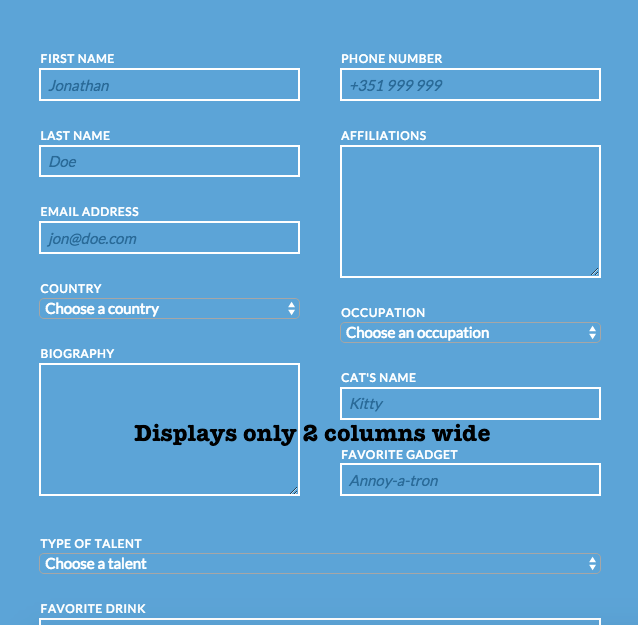 FIRST NAME
Jonathan
LAST NAME
Doe
EMAIL ADDRESS
jon@doe.com
COUNTRY
Choose a country
BIOGRAPHY
PHONE NUMBER
+351 999 999
AFFILIATIONS
OCCUPATION
Choose an occupation
CAT'S NAME
Kitty
Displays only 2 columns wide
FAVORITE GADGET
Annoy-a-tron
TYPE OF TALENT
Choose a talent
FAVORITE DRINK